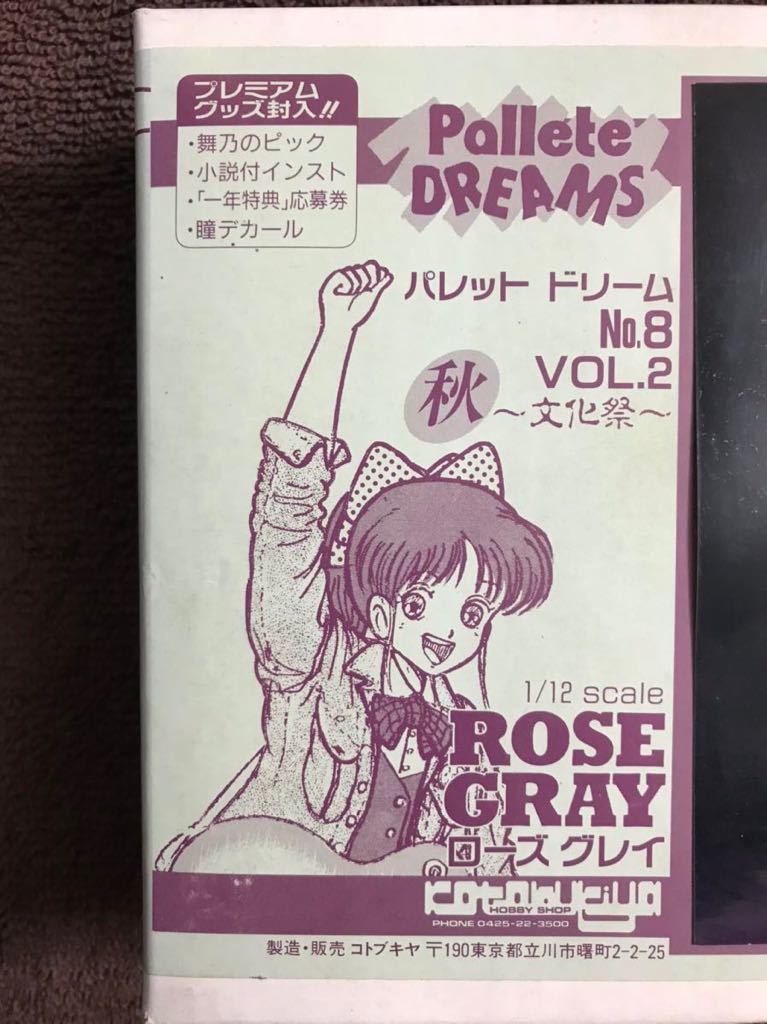 プレミアム
グッズ封入!!
・舞乃のピック
・小説付インスト
・「一年特典」応募券
・瞳デカール
Pallete
DREAMS
パレット ドリーム
No.8
VOL.2
秋
～文化祭～
1/12 scale
ROSE
GRAY
ローズ グレイ
kotobukiya
HOBBY SHOP
PHONE 0425-22-3500
製造・販売 コトブキヤ 〒190東京都立川市曙町2-2-25